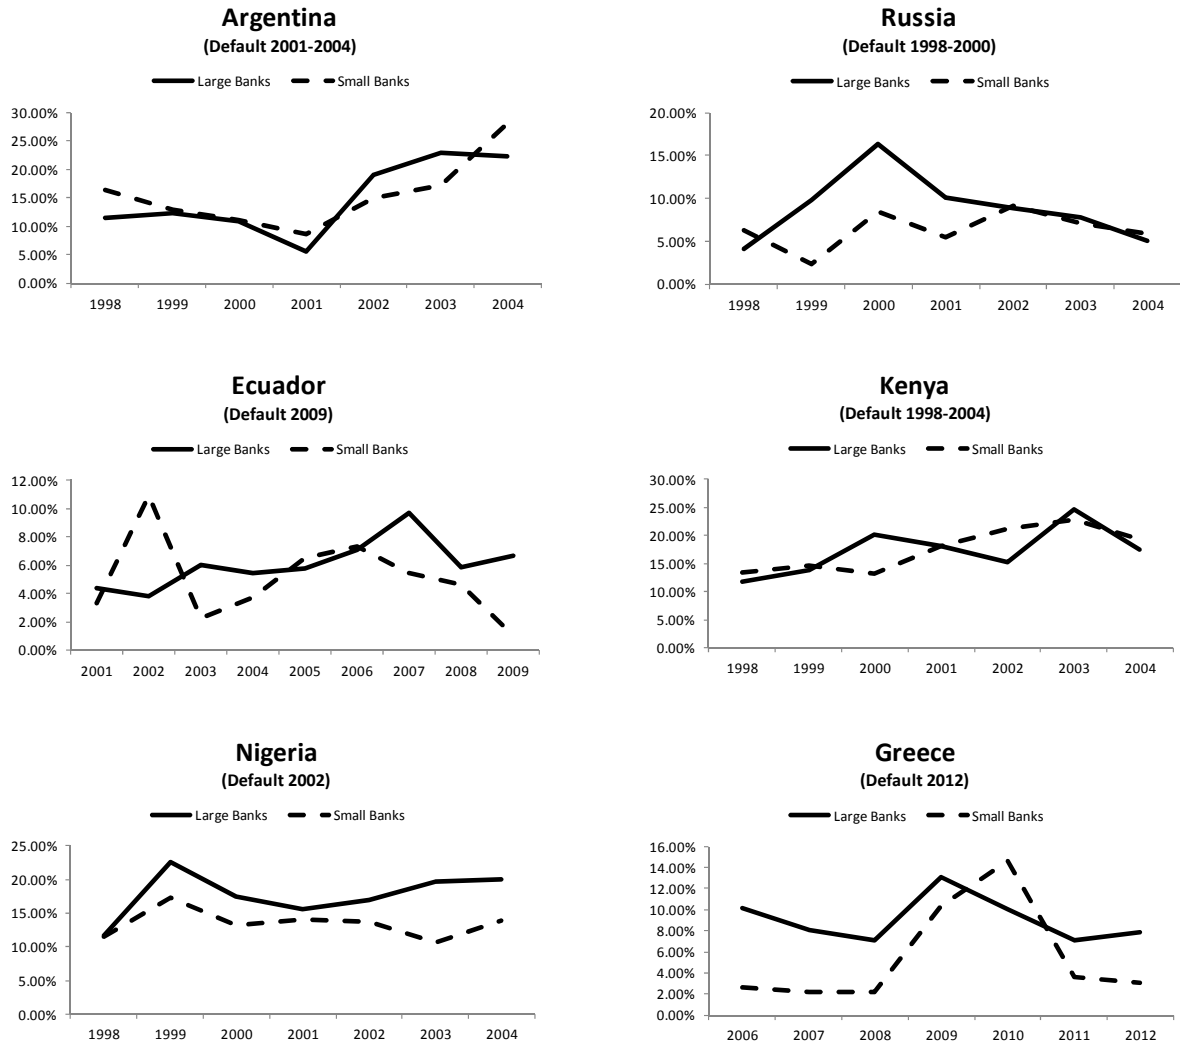 Argentina
(Default 2001-2004)
Large Banks Small Banks
30.00%
25.00%
20.00%
15.00%
10.00%
5.00%
0.00%
1998 1999 2000 2001 2002 2003 2004
Russia
(Default 1998-2000)
Large Banks Small Banks
20.00%
15.00%
10.00%
5.00%
0.00%
1998 1999 2000 2001 2002 2003 2004
Ecuador
(Default 2009)
Large Banks Small Banks
12.00%
10.00%
8.00%
6.00%
4.00%
2.00%
0.00%
2001 2002 2003 2004 2005 2006 2007 2008 2009
Kenya
(Default 1998-2004)
Large Banks Small Banks
30.00%
25.00%
20.00%
15.00%
10.00%
5.00%
0.00%
1998 1999 2000 2001 2002 2003 2004
Nigeria
(Default 2002)
Large Banks Small Banks
25.00%
20.00%
15.00%
10.00%
5.00%
0.00%
1998 1999 2000 2001 2002 2003 2004
Greece
(Default 2012)
Large Banks Small Banks
16.00%
14.00%
12.00%
10.00%
8.00%
6.00%
4.00%
2.00%
0.00%
2006 2007 2008 2009 2010 2011 2012